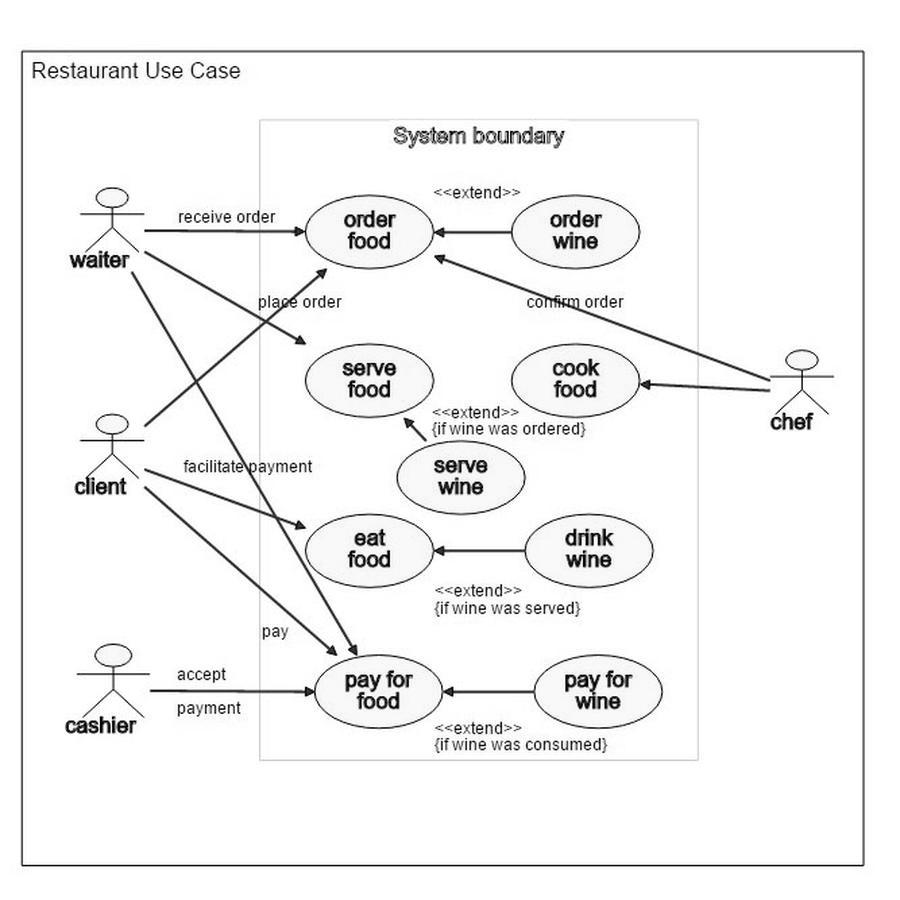 Restaurant Use Case
System boundary
<<extend>>
receive order
order
food
order
wine
waiter
place order
confirm order
serve
food
cook
food
chef
<<extend>>
{if wine was ordered}
client
facilitate payment
serve
wine
eat
food
drink
wine
<<extend>>
{if wine was served}
pay
accept
payment
cashier
pay for
food
pay for
wine
<<extend>>
{if wine was consumed}